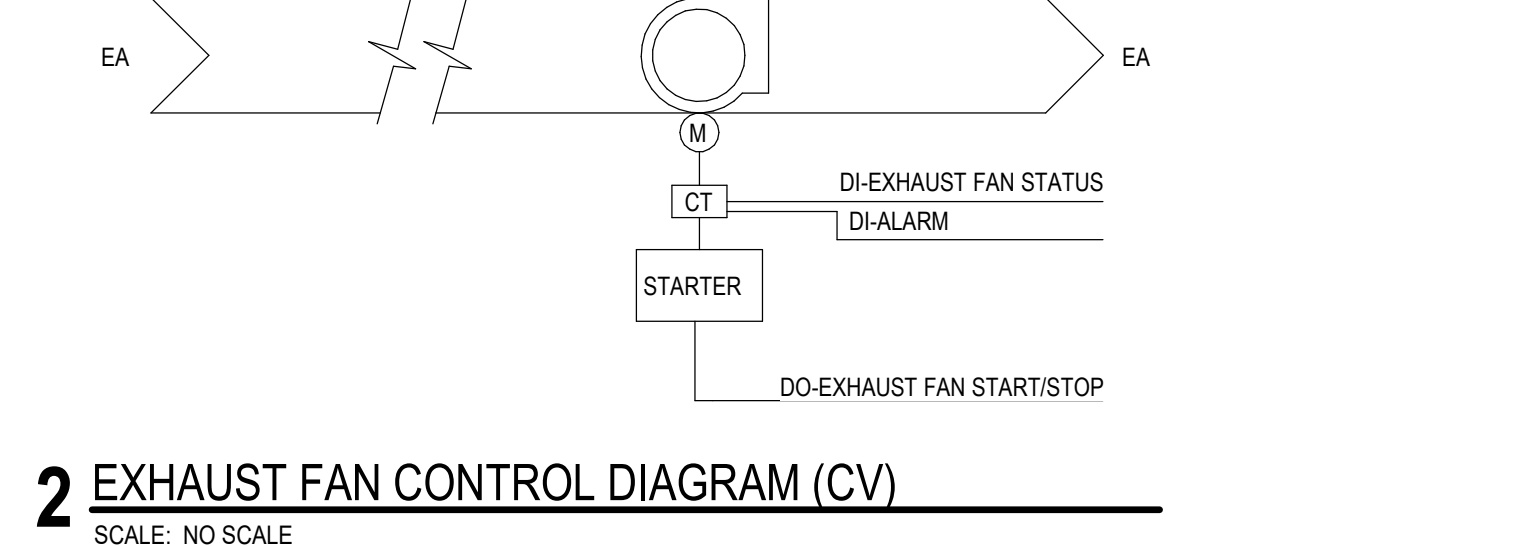 EA
EA
M
DI-EXHAUST FAN STATUS
CT
DI-ALARM
STARTER
DO-EXHAUST FAN START/STOP
2 EXHAUST FAN CONTROL DIAGRAM (CV)
SCALE: NO SCALE